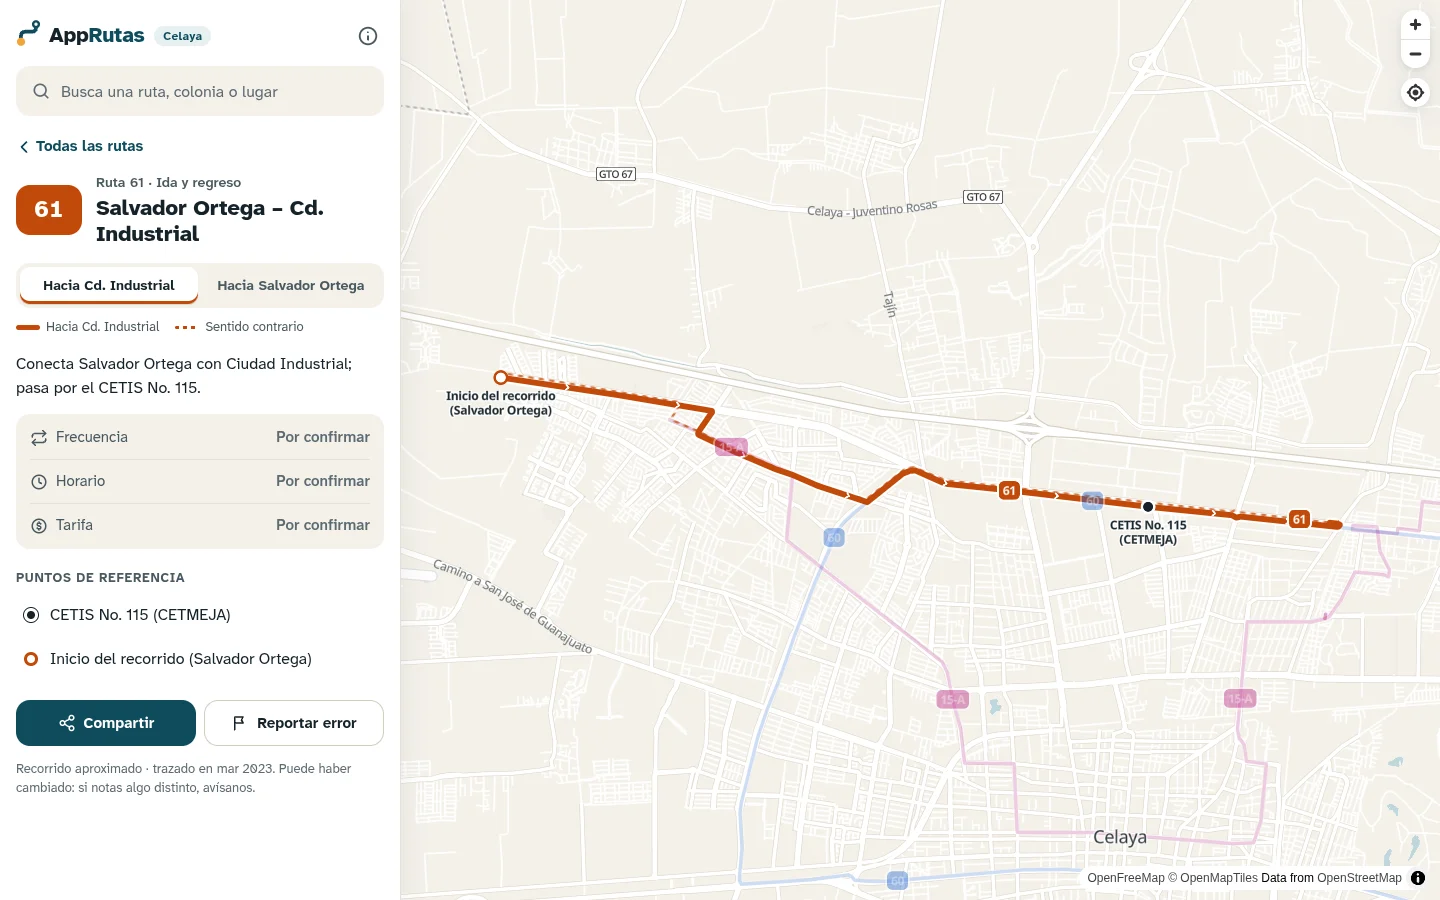 AppRutas
Celaya
Busca una ruta, colonia o lugar
Todas las rutas
61
Ruta 61 · Ida y regreso
Salvador Ortega – Cd.
Industrial
Hacia Cd. Industrial
Hacia Salvador Ortega
Hacia Cd. Industrial
Sentido contrario
Conecta Salvador Ortega con Ciudad Industrial;
pasa por el CETIS No. 115.
Frecuencia
Por confirmar
Horario
Por confirmar
Tarifa
Por confirmar
PUNTOS DE REFERENCIA
CETIS No. 115 (CETMEJA)
Inicio del recorrido (Salvador Ortega)
Compartir
Reportar error
Recorrido aproximado · trazado en mar 2023. Puede haber
cambiado: si notas algo distinto, avísanos.
GTO 67
GTO 67
Celaya - Juventino Rosas
Tajín
Inicio del recorrido
(Salvador Ortega)
15-A
61
60
CETIS No. 115
(CETMEJA)
61
60
Camino a San José de Guanajuato
15-A
15-A
Celaya
60
OpenFreeMap © OpenMapTiles Data from OpenStreetMap